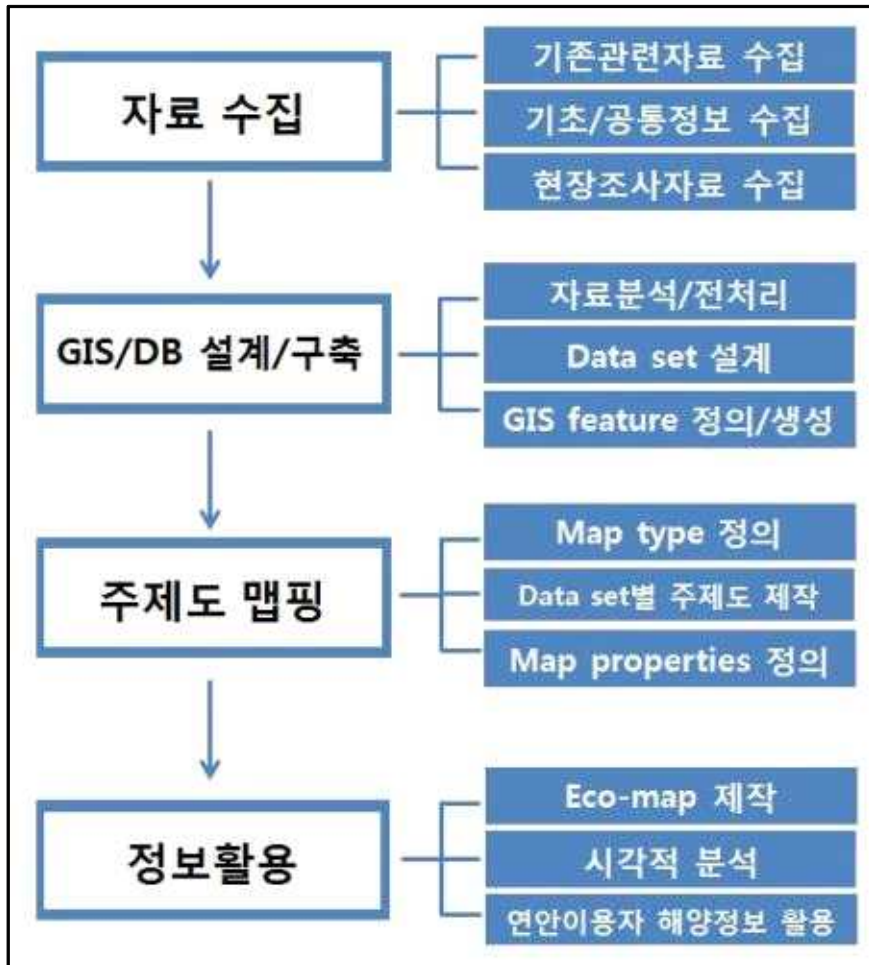 자료 수집
기존관련자료 수집
기초/공통정보 수집
현장조사자료 수집
GIS/DB 설계/구축
자료분석/전처리
Data set 설계
GIS feature 정의/생성
주제도 맵핑
Map type 정의
Data set별 주제도 제작
Map properties 정의
정보활용
Eco-map 제작
시각적 분석
연안이용자 해양정보 활용